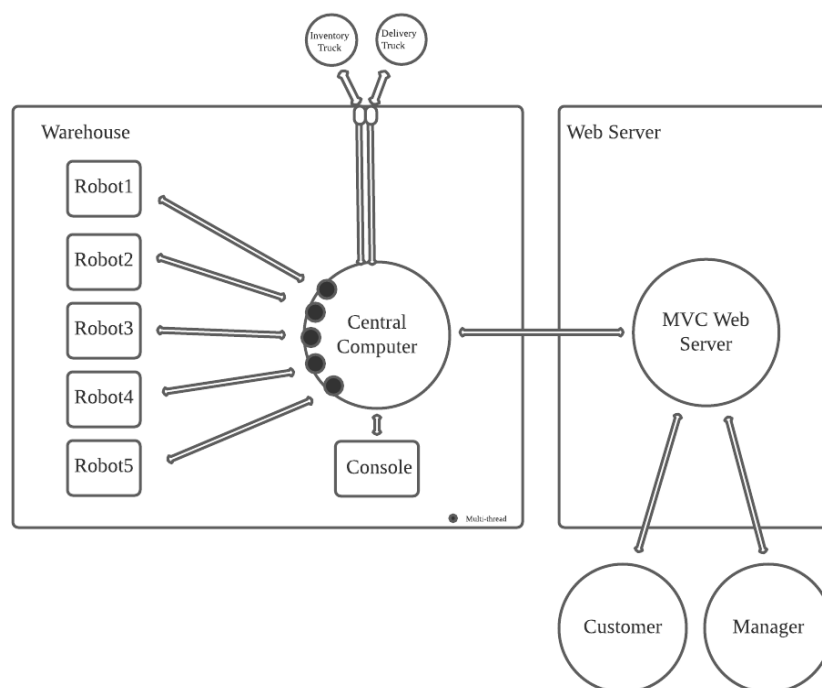 Inventory
Truck
Delivery
Truck
Warehouse
Web Server
Robot1
Robot2
Robot3
Robot4
Robot5
Central
Computer
MVC Web
Server
Console
Multi-thread
Customer
Manager